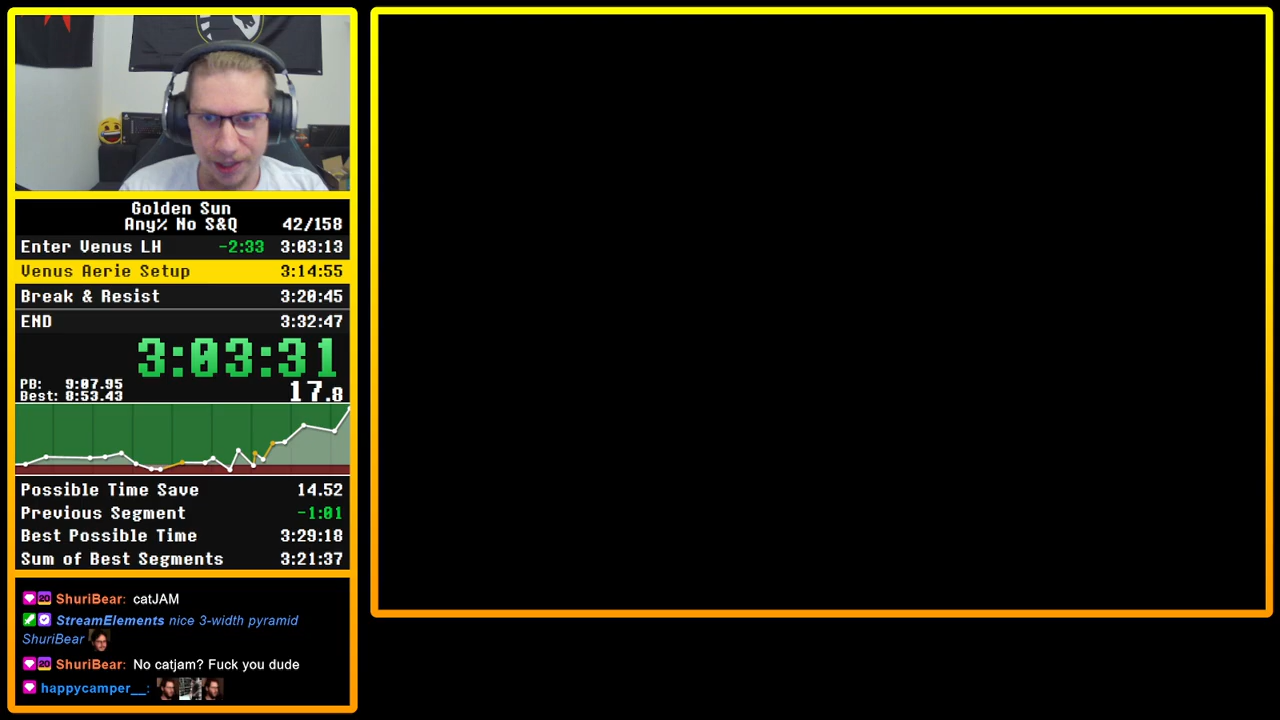 Golden Sun
Any% No S&Q 42/158
Enter Venus LH -2:33 3:03:13
Venus Aerie Setup 3:14:55
Break & Resist 3:20:45
END 3:32:47
3:03:31
PB: 9:07.95
Best: 8:53.43 17.8
Possible Time Save 14.52
Previous Segment -1:01
Best Possible Time 3:29:18
Sum of Best Segments 3:21:37
20 ShuriBear: catJAM
StreamElements nice 3-width pyramid
ShuriBear
20 ShuriBear: No catjam? Fuck you dude
happycamper__: